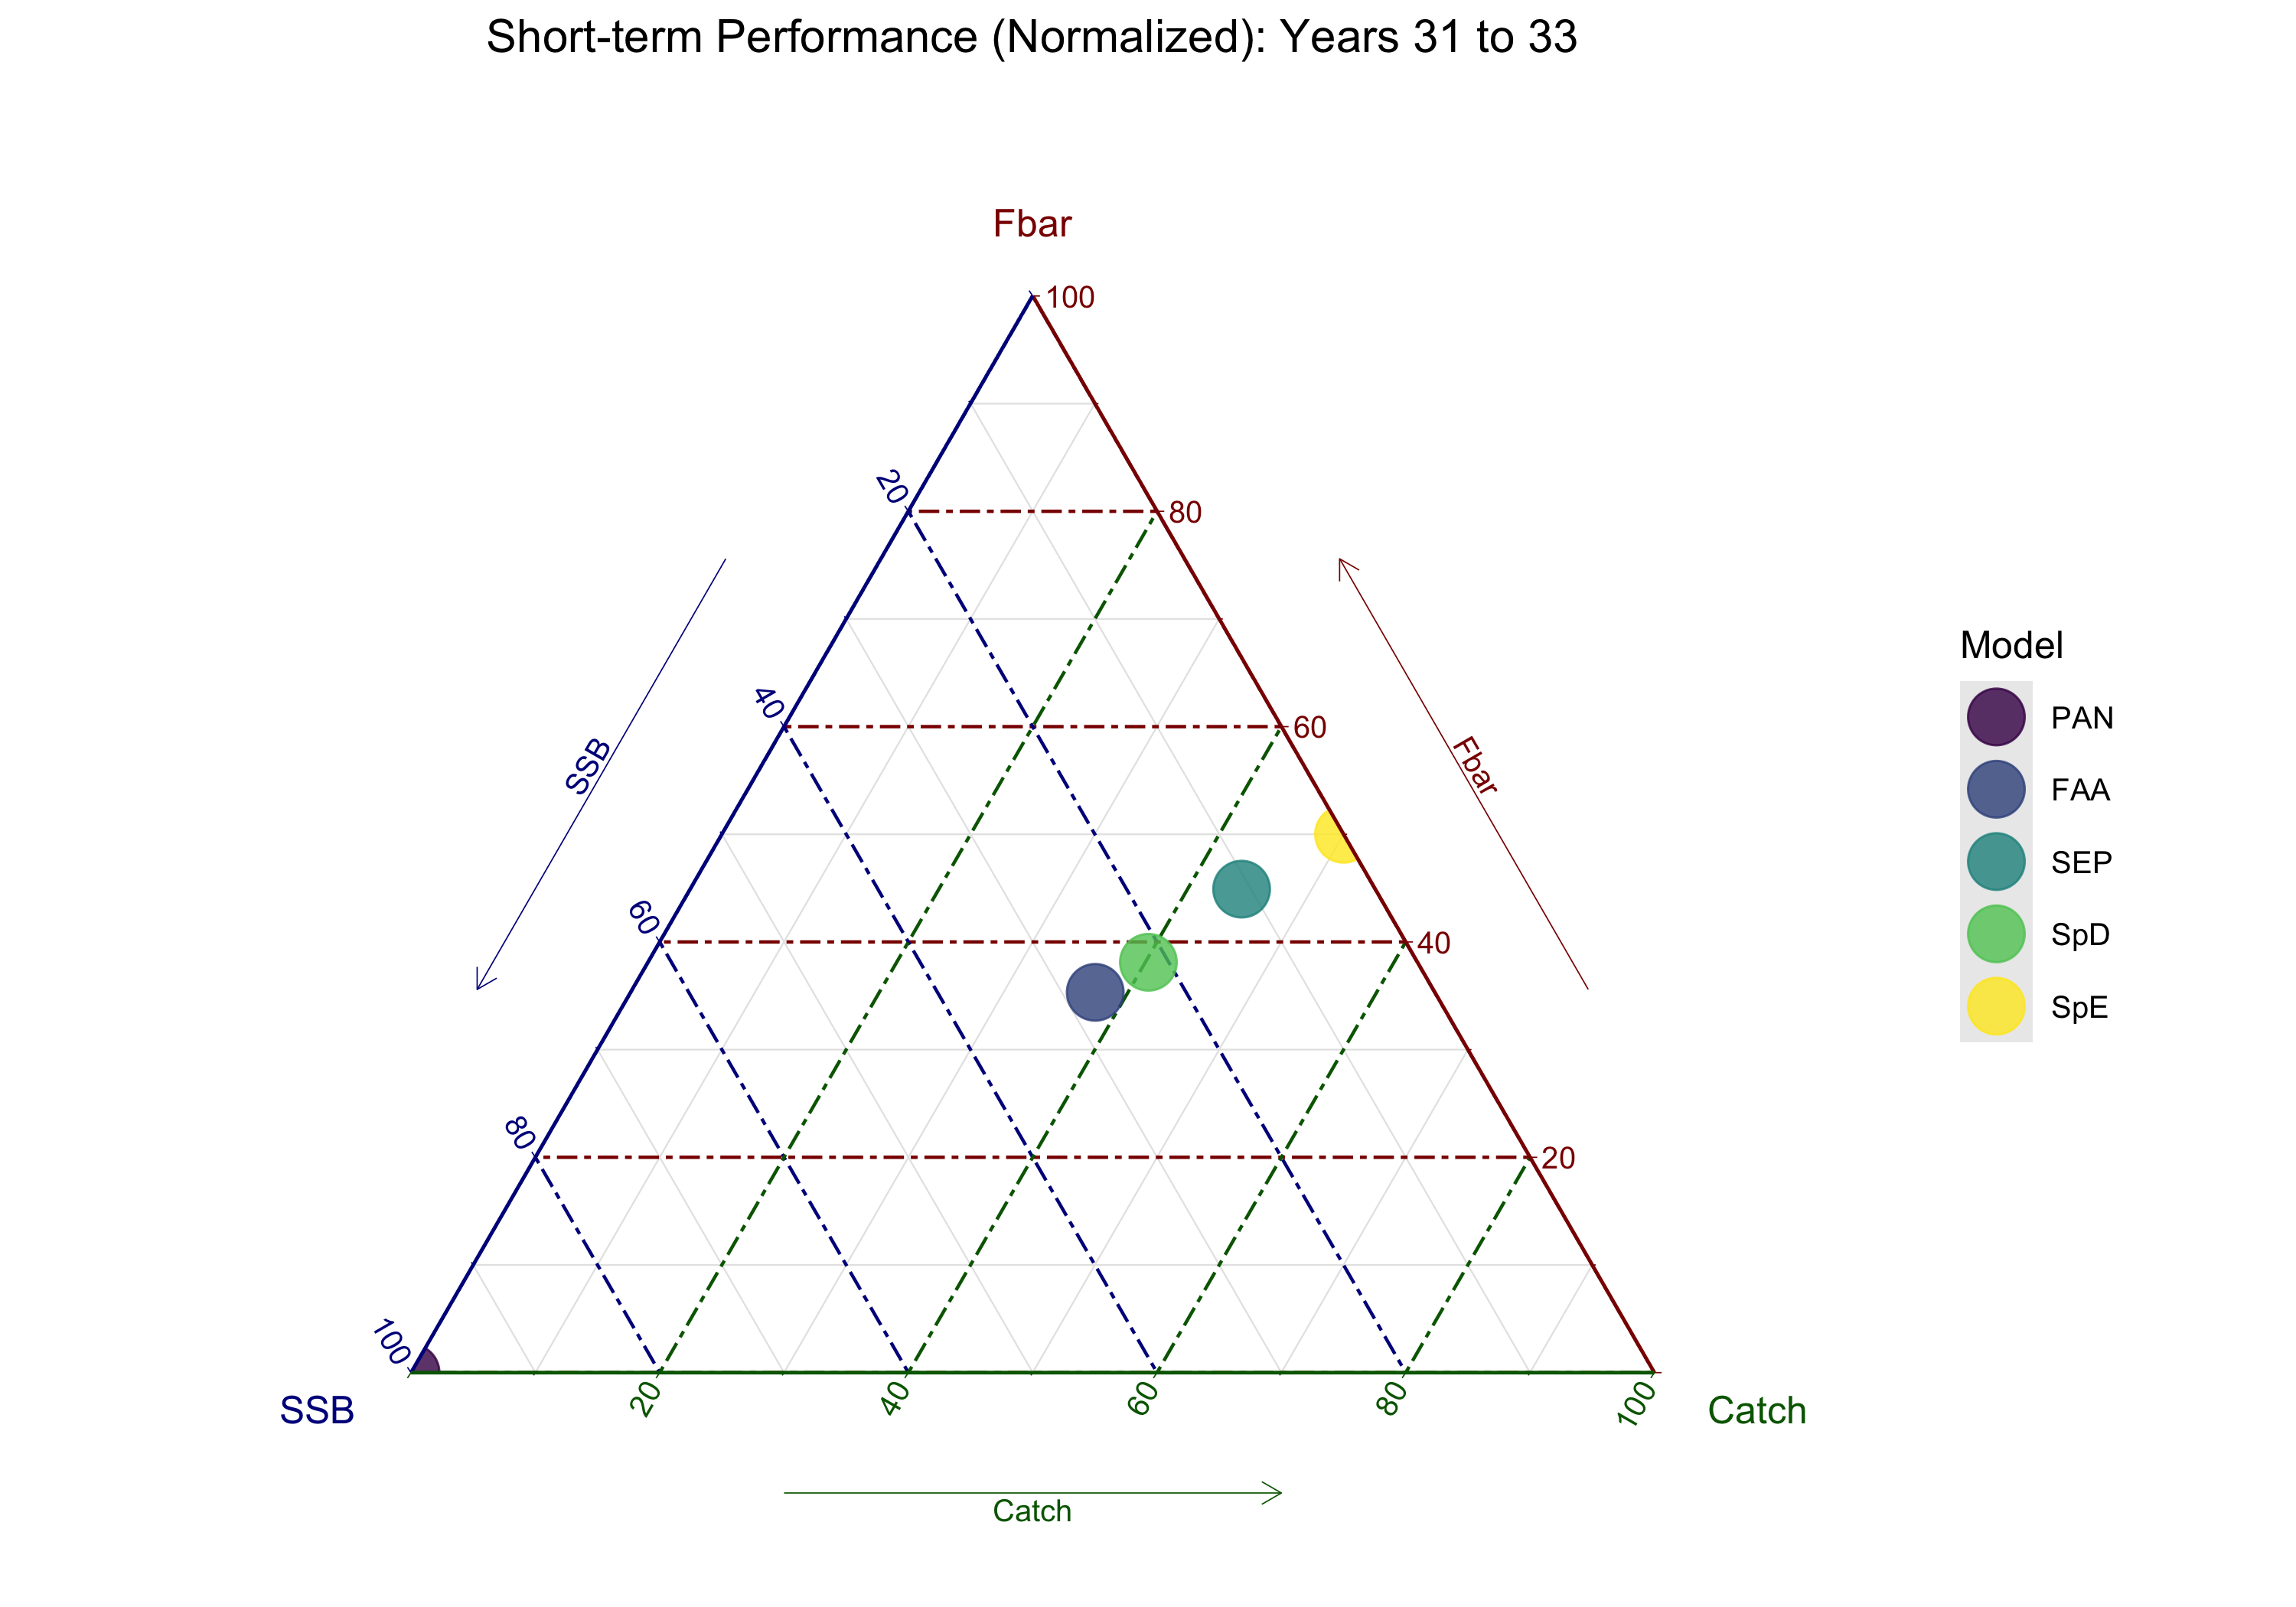 Short-term Performance (Normalized): Years 31 to 33
Fbar
100
20
80
40
60
SSB
Fbar
60
40
80
20
100
SSB
20
40
60
80
100
Catch
Catch
Model
PAN
FAA
SEP
SpD
SpE